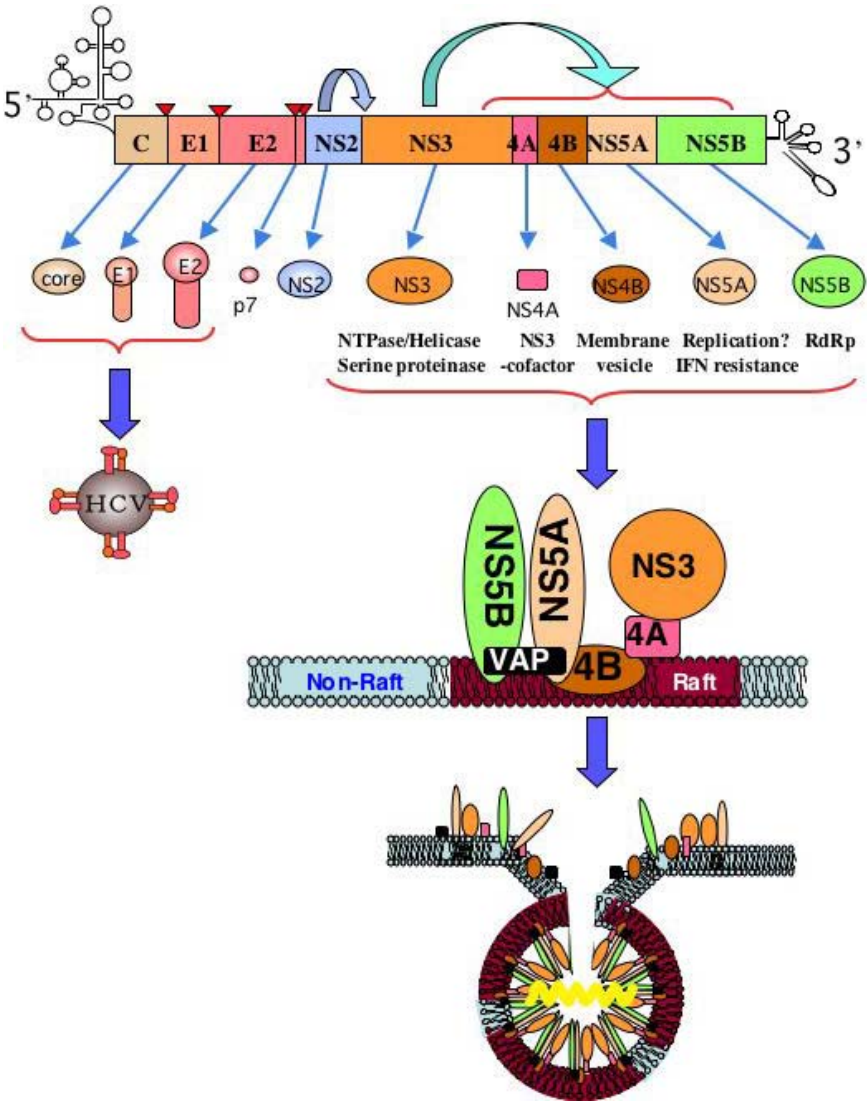 5’
C E1 E2 NS2 NS3 4A 4B NS5A NS5B
3’
core E1 E2 p7 NS2 NS3 NS4A NS4B NS5A NS5B
NTPase/Helicase NS3 Membrane Replication? RdRp
Serine proteinase -cofactor vesicle IFN resistance
HCV
NS5B NS5A NS3
4A
VAP 4B
Non-Raft Raft